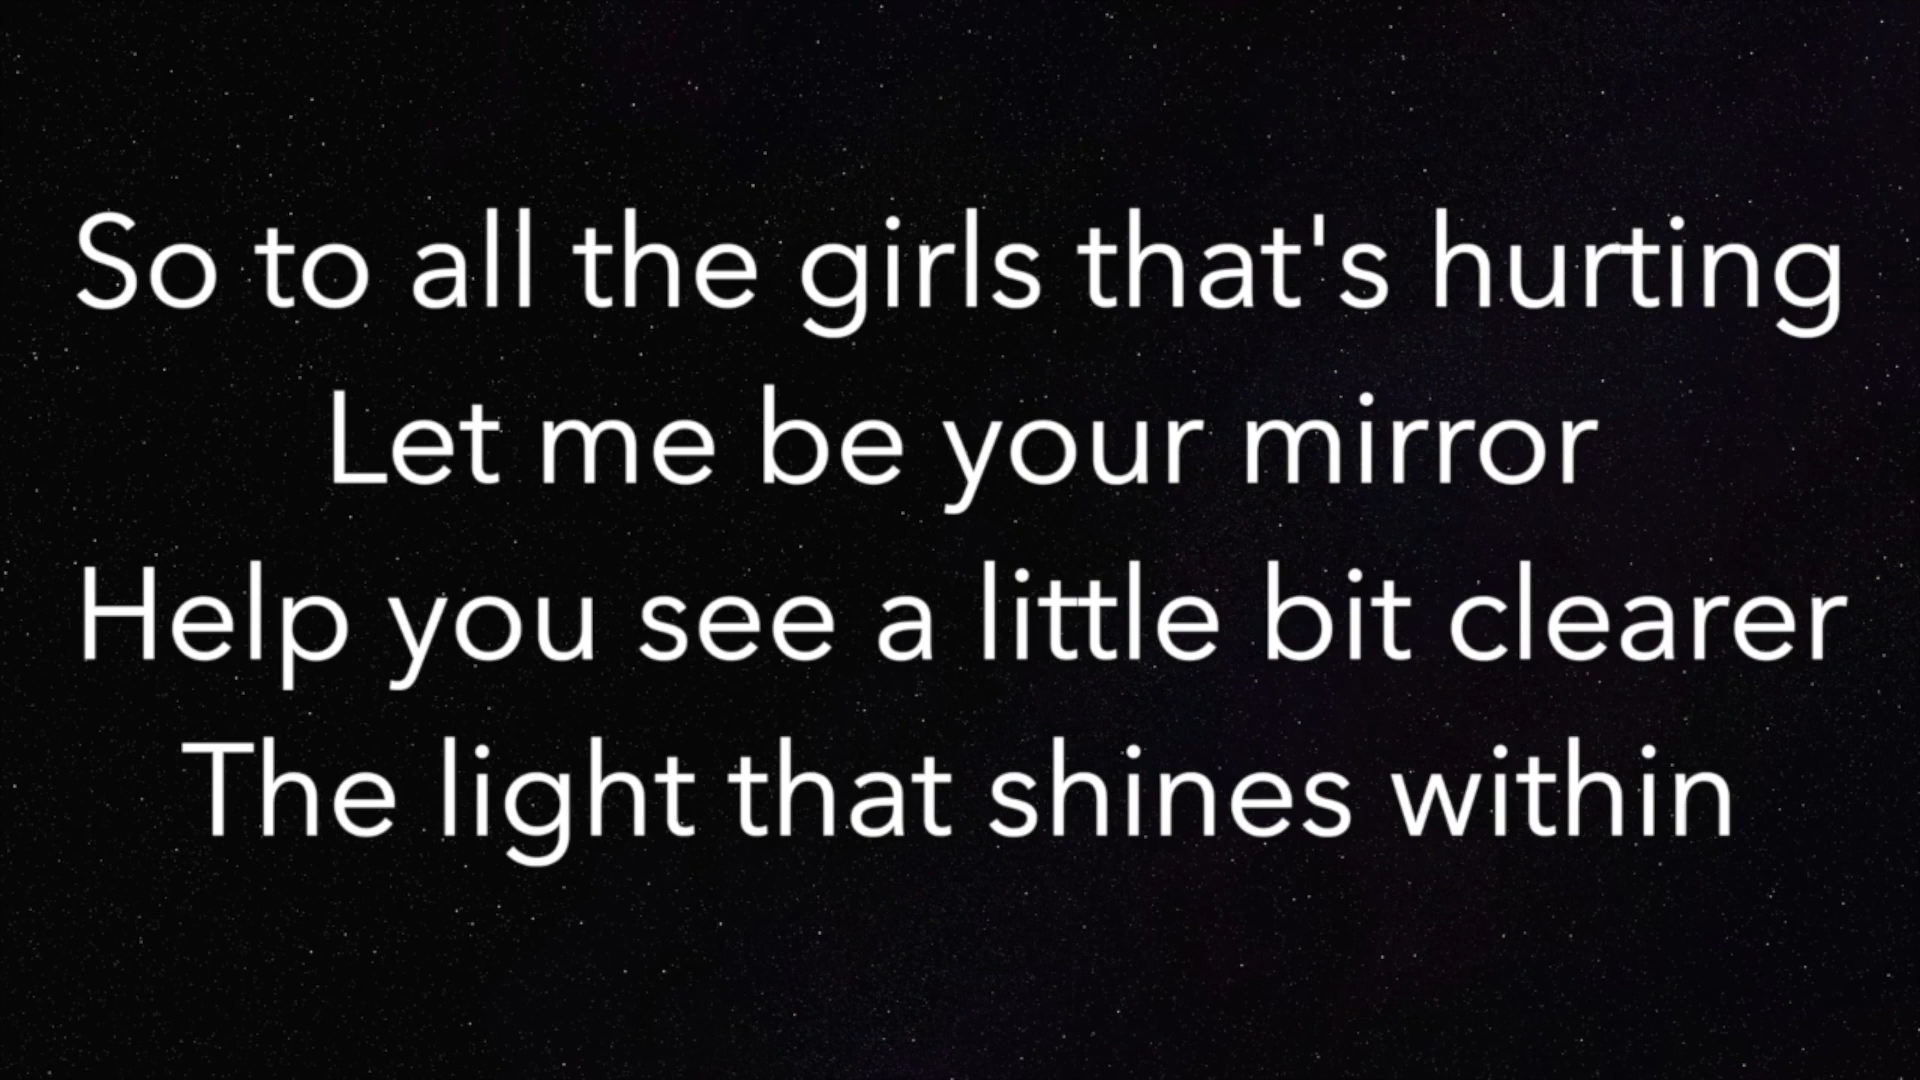 So to all the girls that's hurting
Let me be your mirror
Help you see a little bit clearer
The light that shines within